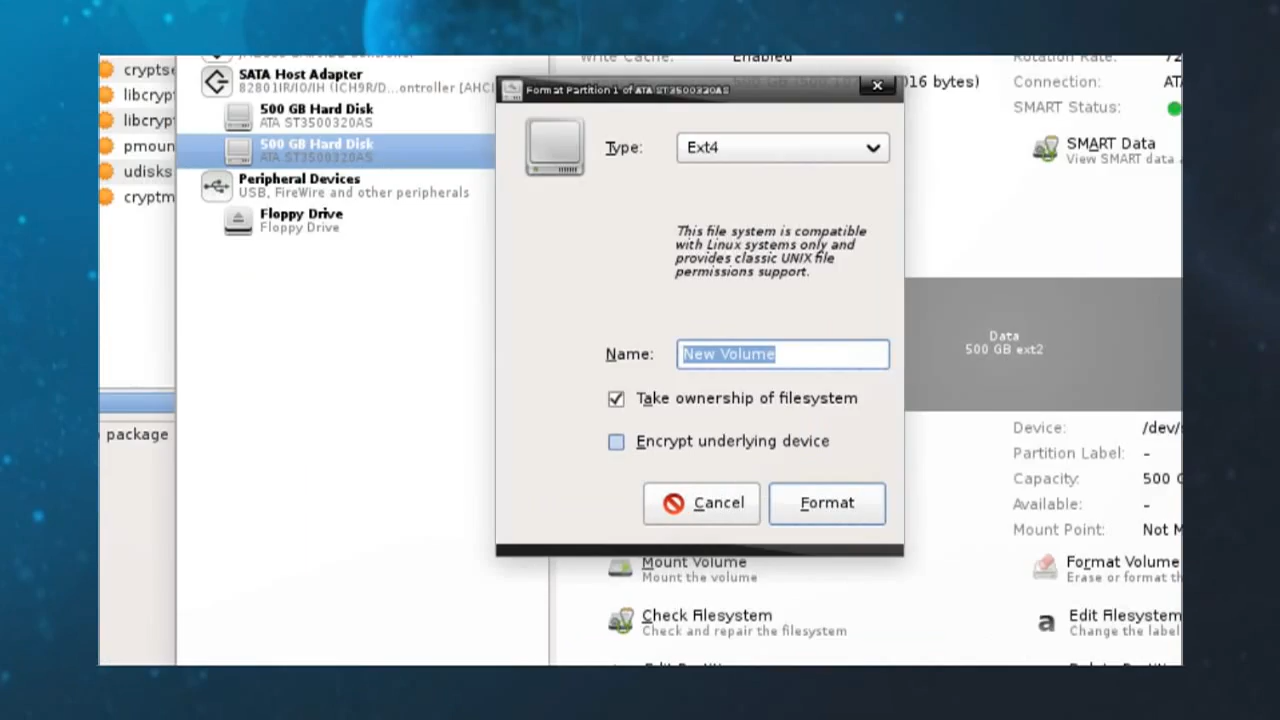 cryptse
libcryp
libcryp
pmoun
udisks
cryptm
package
SATA Host Adapter
82801IR/IO/IH (ICH9R/D...ontroller [AHCI
500 GB Hard Disk
ATA ST3500320AS
500 GB Hard Disk
ATA ST3500320AS
Peripheral Devices
USB, FireWire and other peripherals
Floppy Drive
Floppy Drive
Format Partition 1 of ATA ST3500320AS
Type: Ext4
This file system is compatible
with Linux systems only and
provides classic UNIX file
permissions support.
Name: New Volume
Take ownership of filesystem
Encrypt underlying device
Cancel Format
Write Cache: Enabled
016 bytes)
Rotation Rate: 72
Connection: ATA
SMART Status:
SMART Data
View SMART data
Data
500 GB ext2
Device: /dev/
Partition Label: –
Capacity: 500 G
Available: –
Mount Point: Not M
Mount Volume
Mount the volume
Format Volume
Erase or format th
Check Filesystem
Check and repair the filesystem
Edit Filesystem
Change the label